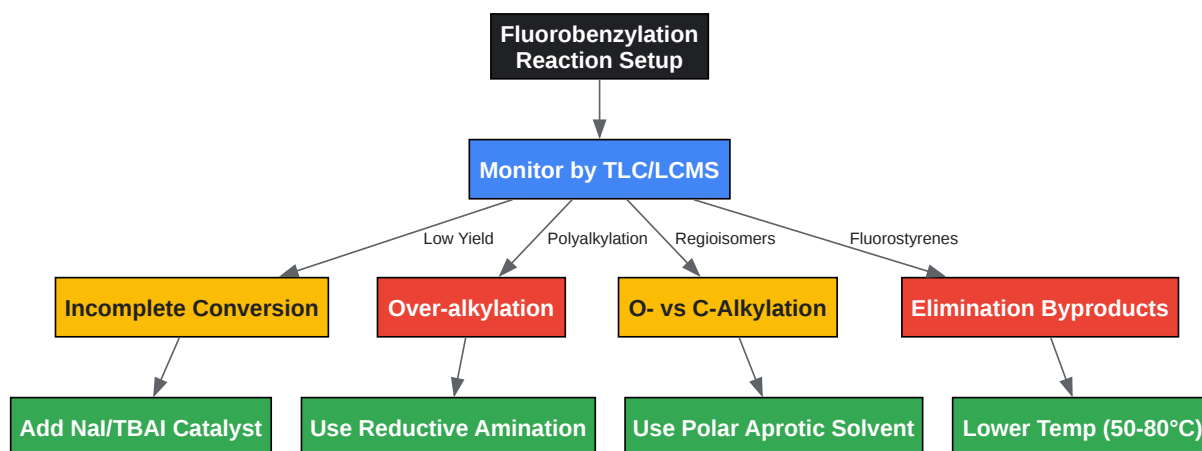 Fluorobenzylation
Reaction Setup
Monitor by TLC/LCMS
Low Yield
Polyalkylation
Regioisomers
Fluorostyrenes
Incomplete Conversion
Over-alkylation
O- vs C-Alkylation
Elimination Byproducts
Add NaI/TBAI Catalyst
Use Reductive Amination
Use Polar Aprotic Solvent
Lower Temp (50-80°C)